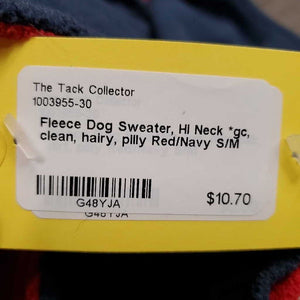 The Tack Collector
1003955-30
Fleece Dog Sweater, Hi Neck *gc,
clean, hairy, pilly Red/Navy S/M
G48YJA
G48YJA
$10.70